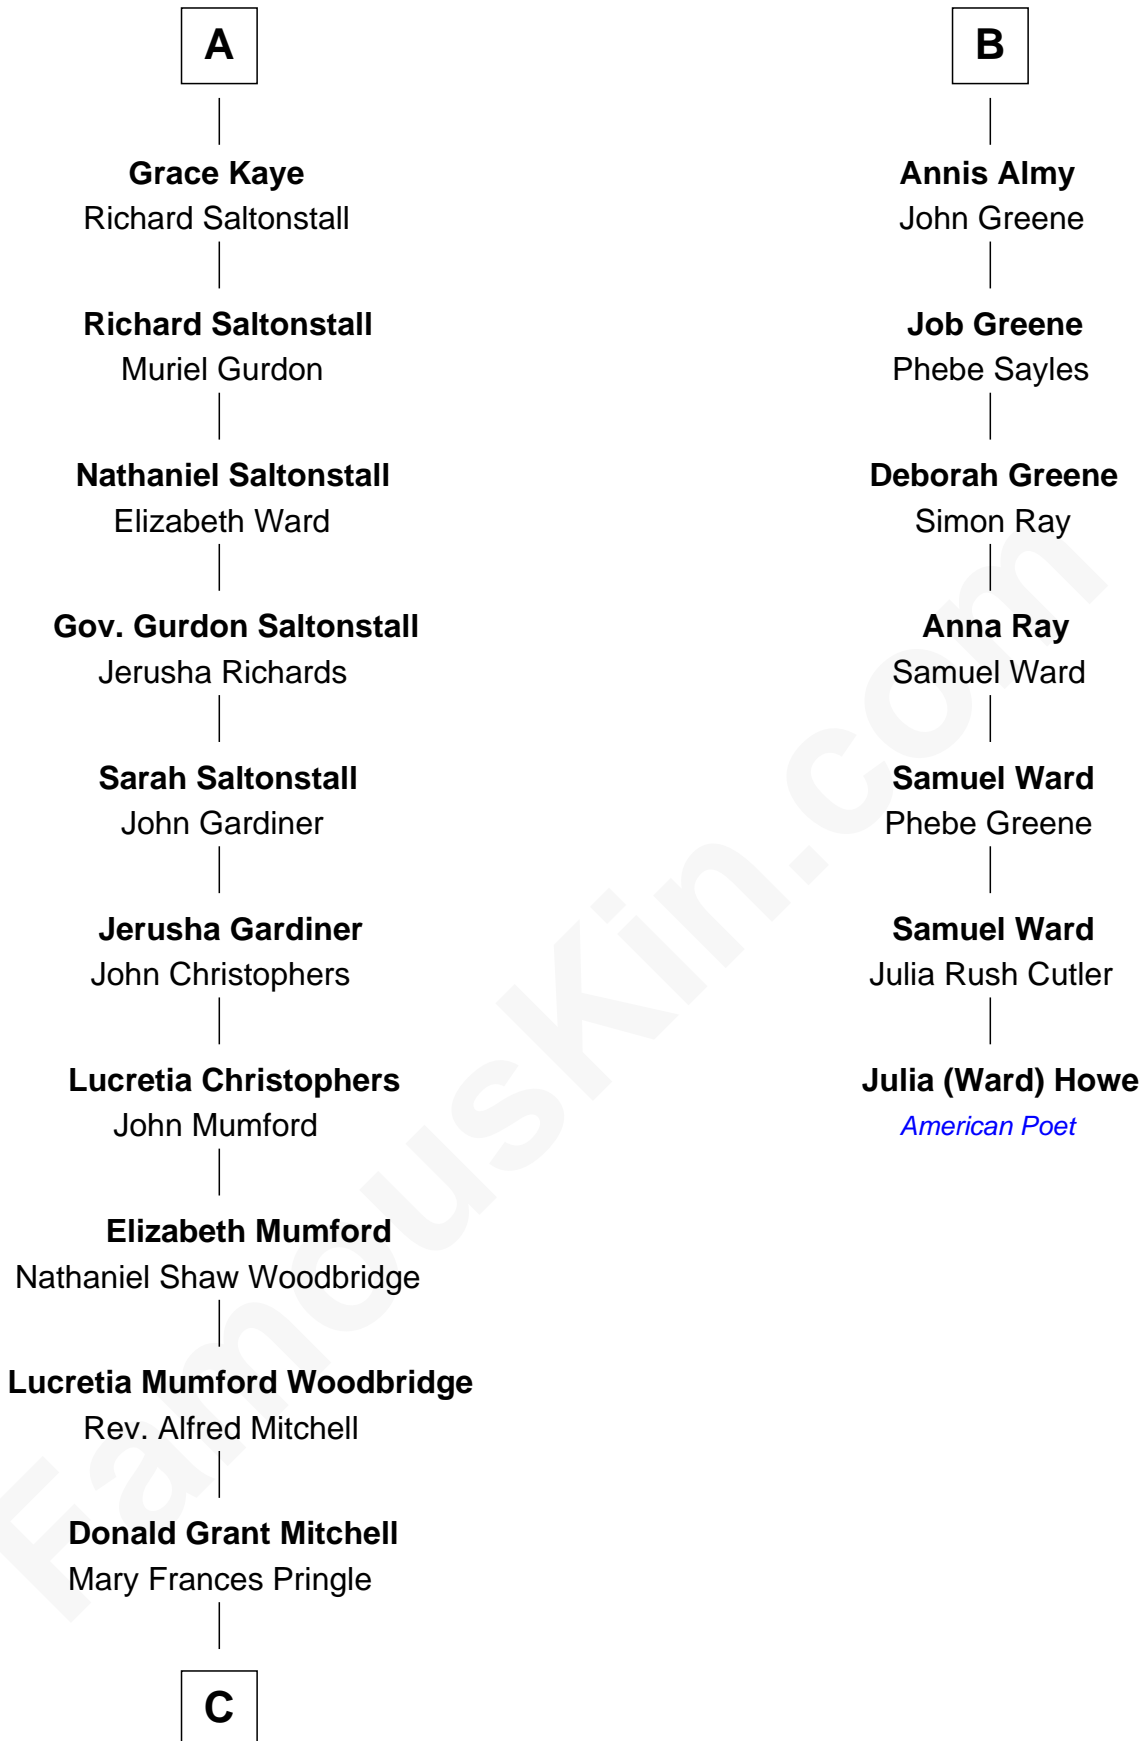 A
Grace Kaye
Richard Saltonstall
Richard Saltonstall
Muriel Gurdon
Nathaniel Saltonstall
Elizabeth Ward
Gov. Gurdon Saltonstall
Jerusha Richards
Sarah Saltonstall
John Gardiner
Jerusha Gardiner
John Christophers
Lucretia Christophers
John Mumford
Elizabeth Mumford
Nathaniel Shaw Woodbridge
Lucretia Mumford Woodbridge
Rev. Alfred Mitchell
Donald Grant Mitchell
Mary Frances Pringle
C
B
Annis Almy
John Greene
Job Greene
Phebe Sayles
Deborah Greene
Simon Ray
Anna Ray
Samuel Ward
Samuel Ward
Phebe Greene
Samuel Ward
Julia Rush Cutler
Julia (Ward) Howe
American Poet
FamousKin.com